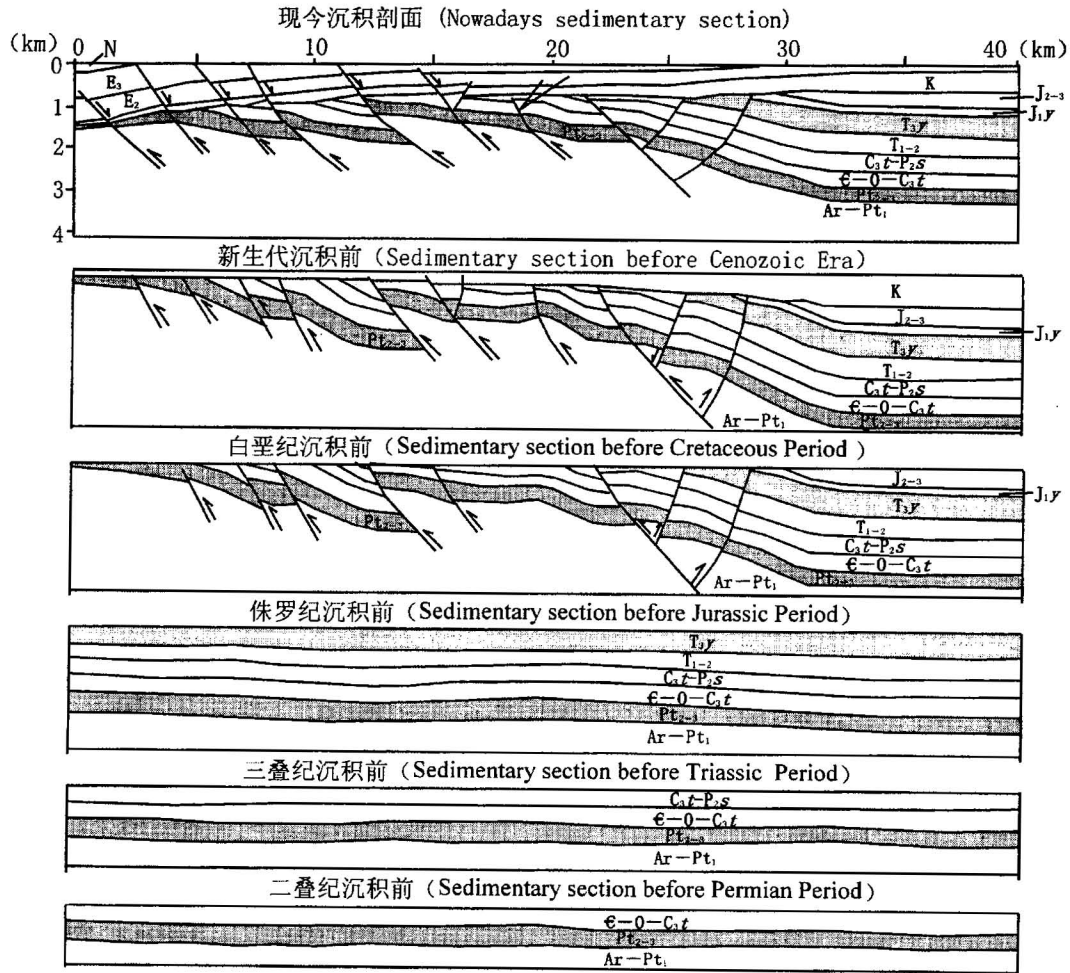 现今沉积剖面 (Nowadays sedimentary section)
(km) 0 N 10 20 30 40 (km)
0
1
2
3
4
E₃
E₂
K
J₂₋₃
J₁y
T₃y
T₁₋₂
C₃t-P₂s
Є-O-C₃t
Pt₂₋₃
Pt₂₋₃
Ar-Pt₁
新生代沉积前 (Sedimentary section before Cenozoic Era)
K
J₂₋₃
J₁y
T₃y
T₁₋₂
C₃t-P₂s
Є-O-C₃t
Pt₂₋₃
Pt₂₋₃
Ar-Pt₁
白垩纪沉积前 (Sedimentary section before Cretaceous Period )
J₂₋₃
J₁y
T₃y
T₁₋₂
C₃t-P₂s
Є-O-C₃t
Pt₂₋₃
Pt₂₋₃
Ar-Pt₁
侏罗纪沉积前 (Sedimentary section before Jurassic Period)
T₃y
T₁₋₂
C₃t-P₂s
Є-O-C₃t
Pt₂₋₃
Ar-Pt₁
三叠纪沉积前 (Sedimentary section before Triassic Period)
C₃t-P₂s
Є-O-C₃t
Pt₂₋₃
Ar-Pt₁
二叠纪沉积前 (Sedimentary section before Permian Period)
Є-O-C₃t
Pt₂₋₃
Ar-Pt₁